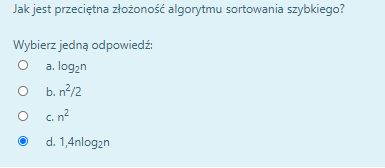 Jak jest przeciętna złożoność algorytmu sortowania szybkiego?
Wybierz jedną odpowiedź:
a. log₂n
b. n²/2
c. n²
d. 1,4nlog₂n